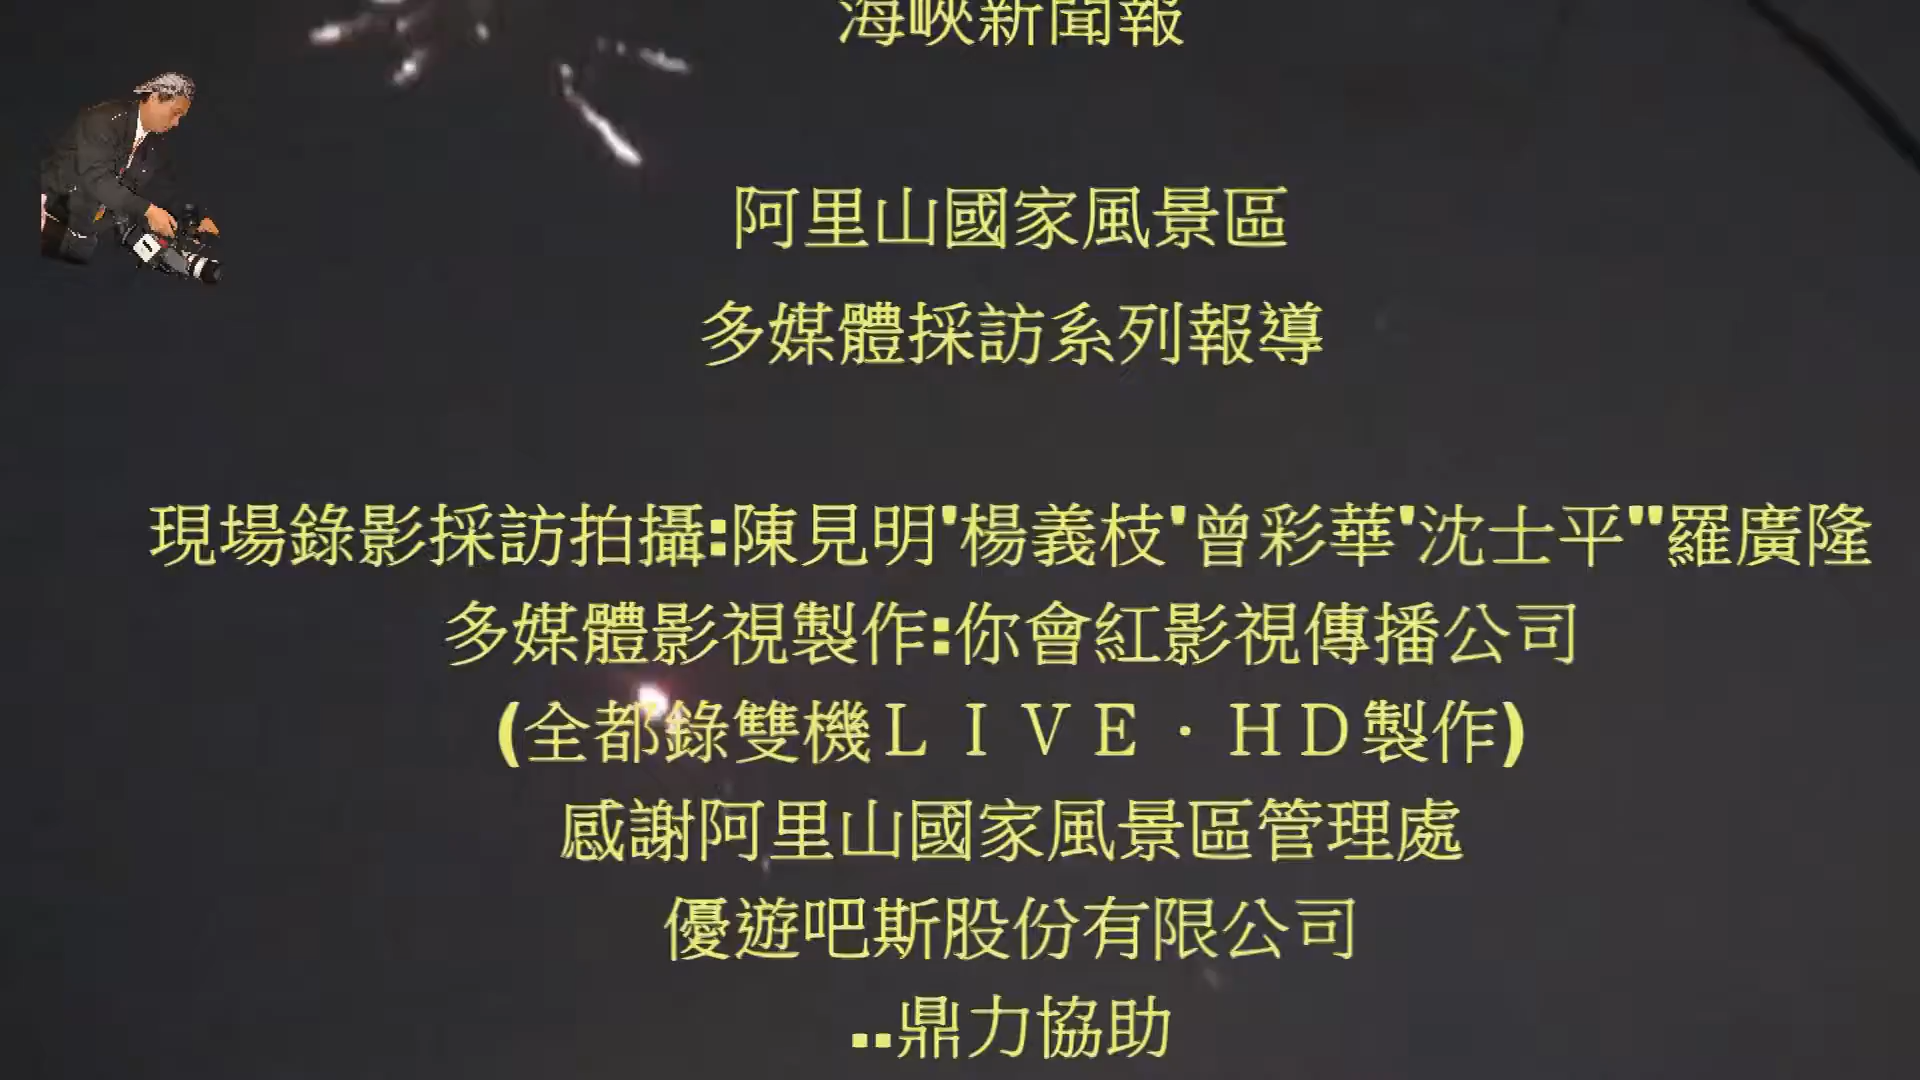 海峽新聞報
阿里山國家風景區
多媒體採訪系列報導
現場錄影採訪拍攝:陳見明'楊義枝'曾彩華'沈士平"羅廣隆
多媒體影視製作:你會紅影視傳播公司
(全都錄雙機ＬＩＶＥ‧ＨＤ製作)
感謝阿里山國家風景區管理處
優遊吧斯股份有限公司
..鼎力協助